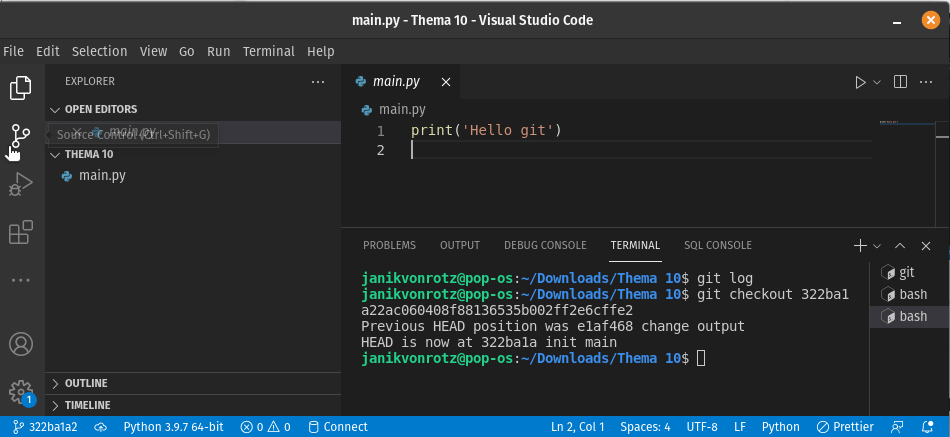 main.py - Thema 10 - Visual Studio Code
File Edit Selection View Go Run Terminal Help
EXPLORER
OPEN EDITORS
main.py
Source Control (Ctrl+Shift+G)
THEMA 10
main.py
OUTLINE
TIMELINE
1
main.py
main.py
1 print('Hello git')
2
PROBLEMS OUTPUT DEBUG CONSOLE TERMINAL SQL CONSOLE
janikvonrotz@pop-os:~/Downloads/Thema 10$ git log
janikvonrotz@pop-os:~/Downloads/Thema 10$ git checkout 322ba1
a22ac060408f88136535b002ff2e6cffe2
Previous HEAD position was e1af468 change output
HEAD is now at 322ba1a init main
janikvonrotz@pop-os:~/Downloads/Thema 10$
git
bash
bash
322ba1a2 Python 3.9.7 64-bit 0 0 Connect Ln 2, Col 1 Spaces: 4 UTF-8 LF Python Prettier